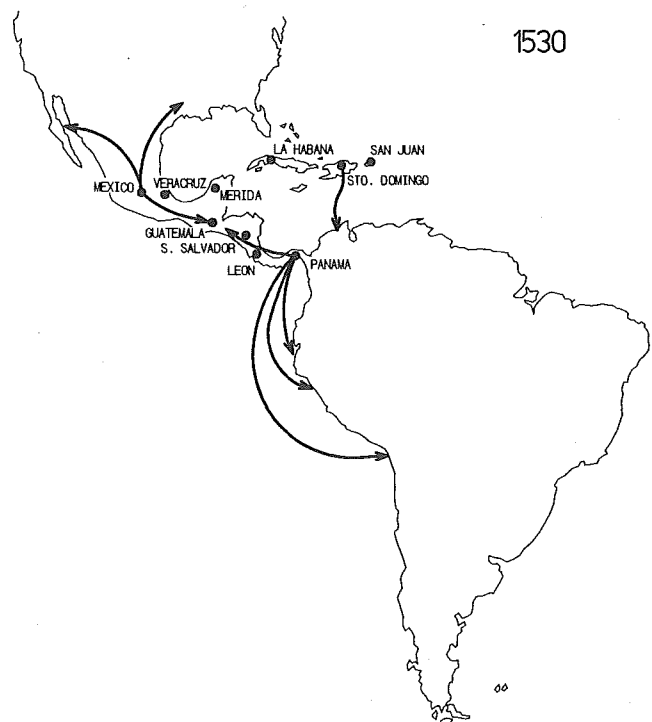 1530
LA HABANA
SAN JUAN
STO. DOMINGO
MEXICO
VERACRUZ
MERIDA
GUATEMALA
S. SALVADOR
LEON
PANAMA